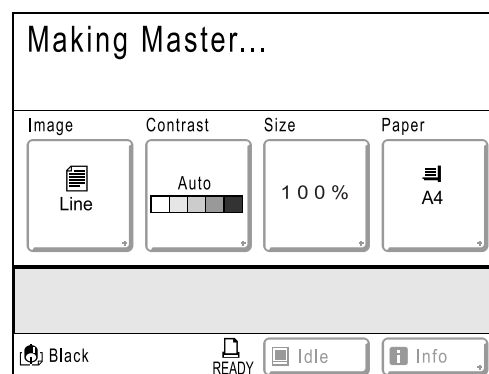 Making Master...
Image Contrast Size Paper
Auto
Line
100%
A4
Black
READY
Idle
Info